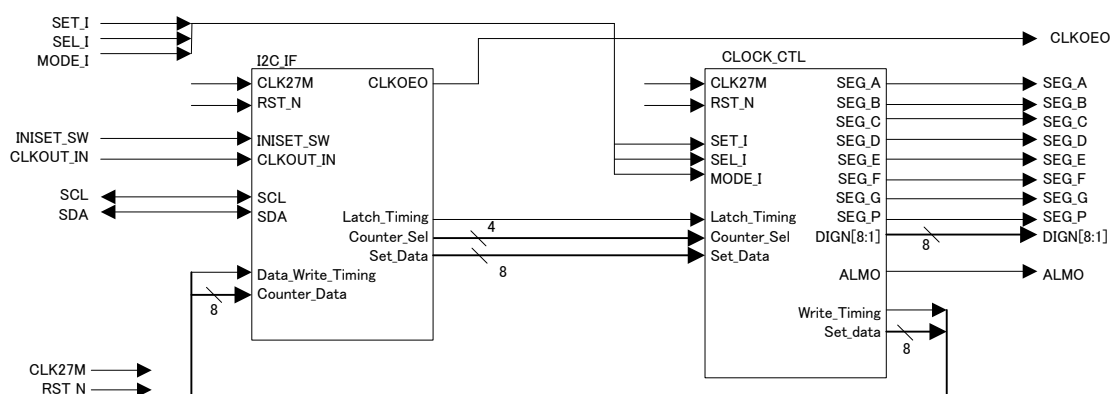 SET_I
SEL_I
MODE_I
CLKOEO
I2C_IF
CLOCK_CTL
CLK27M
CLKOEO
RST_N
CLK27M
RST_N
SEG_A
SEG_B
SEG_C
SEG_D
SEG_E
SEG_F
SEG_G
SEG_P
DIGN[8:1]
SEG_A
SEG_B
SEG_C
SEG_D
SEG_E
SEG_F
SEG_G
SEG_P
DIGN[8:1]
8
INISET_SW
CLKOUT_IN
INISET_SW
CLKOUT_IN
SET_I
SEL_I
MODE_I
SCL
SDA
SCL
SDA
Latch_Timing
Counter_Sel
Set_Data
4
8
Latch_Timing
Counter_Sel
Set_Data
ALMO
ALMO
Data_Write_Timing
Counter_Data
8
Write_Timing
Set_data
8
CLK27M
RST_N